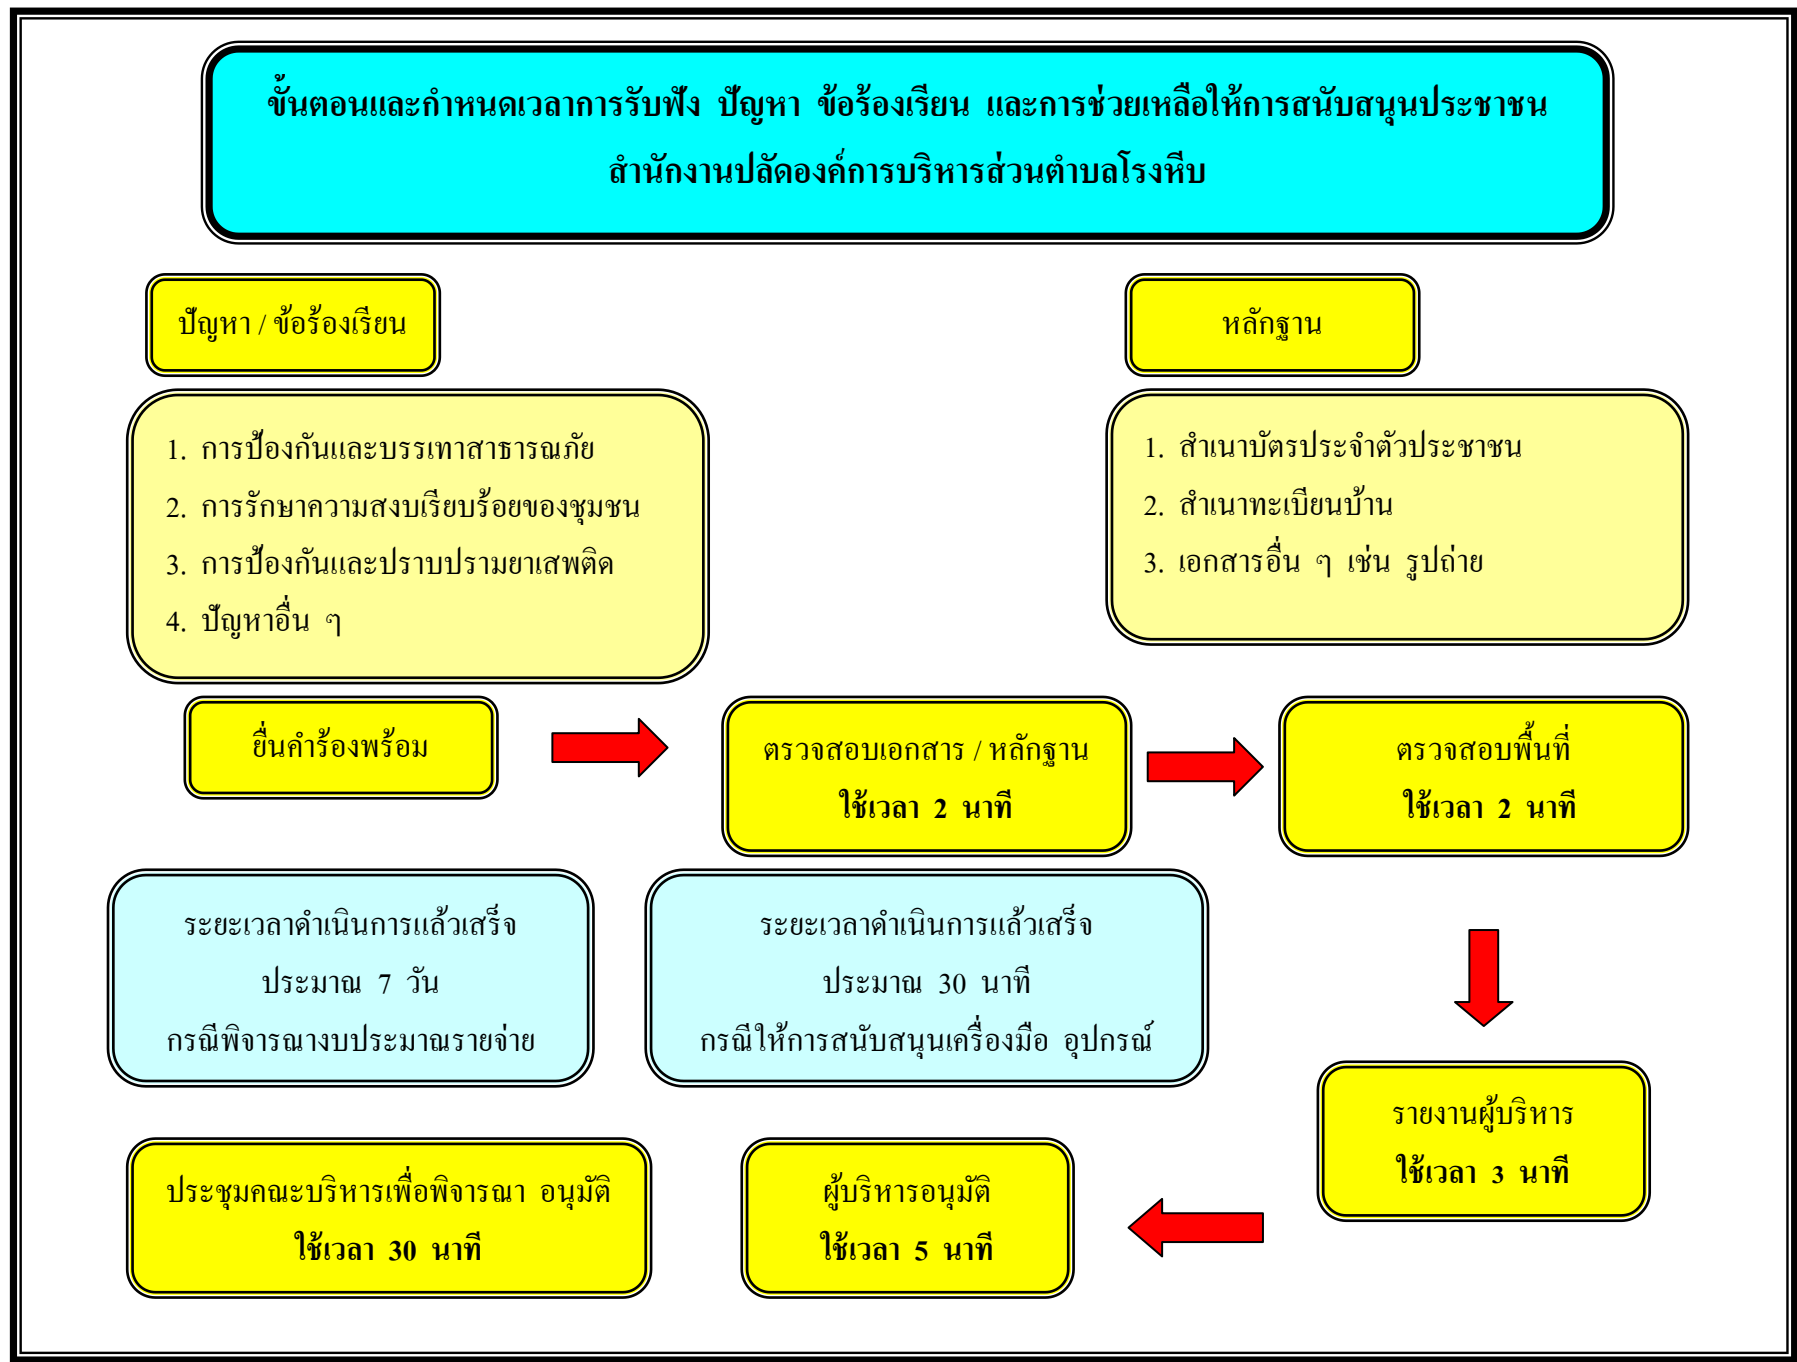 ขั้นตอนและกำหนดเวลาการรับฟัง ปัญหา ข้อร้องเรียน และการช่วยเหลือให้การสนับสนุนประชาชน
สำนักงานปลัดองค์การบริหารส่วนตำบลโรงหีบ
ปัญหา / ข้อร้องเรียน
หลักฐาน
1. การป้องกันและบรรเทาสาธารณภัย
2. การรักษาความสงบเรียบร้อยของชุมชน
3. การป้องกันและปราบปรามยาเสพติด
4. ปัญหาอื่น ๆ
1. สำเนาบัตรประจำตัวประชาชน
2. สำเนาทะเบียนบ้าน
3. เอกสารอื่น ๆ เช่น รูปถ่าย
ยื่นคำร้องพร้อม
ตรวจสอบเอกสาร / หลักฐาน
ใช้เวลา 2 นาที
ตรวจสอบพื้นที่
ใช้เวลา 2 นาที
ระยะเวลาดำเนินการแล้วเสร็จ
ประมาณ 7 วัน
กรณีพิจารณางบประมาณรายจ่าย
ระยะเวลาดำเนินการแล้วเสร็จ
ประมาณ 30 นาที
กรณีให้การสนับสนุนเครื่องมือ อุปกรณ์
รายงานผู้บริหาร
ใช้เวลา 3 นาที
ประชุมคณะบริหารเพื่อพิจารณา อนุมัติ
ใช้เวลา 30 นาที
ผู้บริหารอนุมัติ
ใช้เวลา 5 นาที